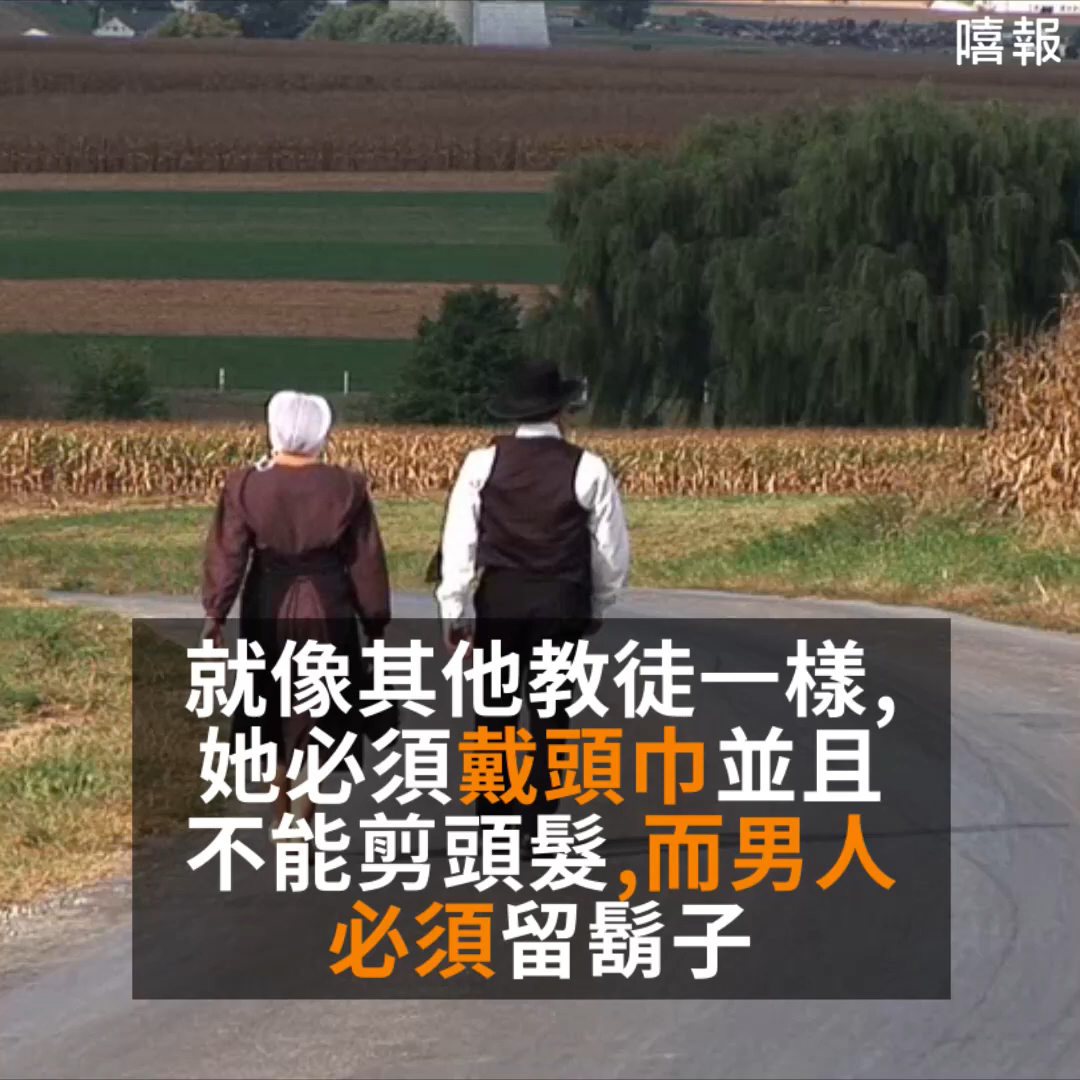 嘻報
就像其他教徒一樣,
她必須戴頭巾並且
不能剪頭髮,而男人
必須留鬍子